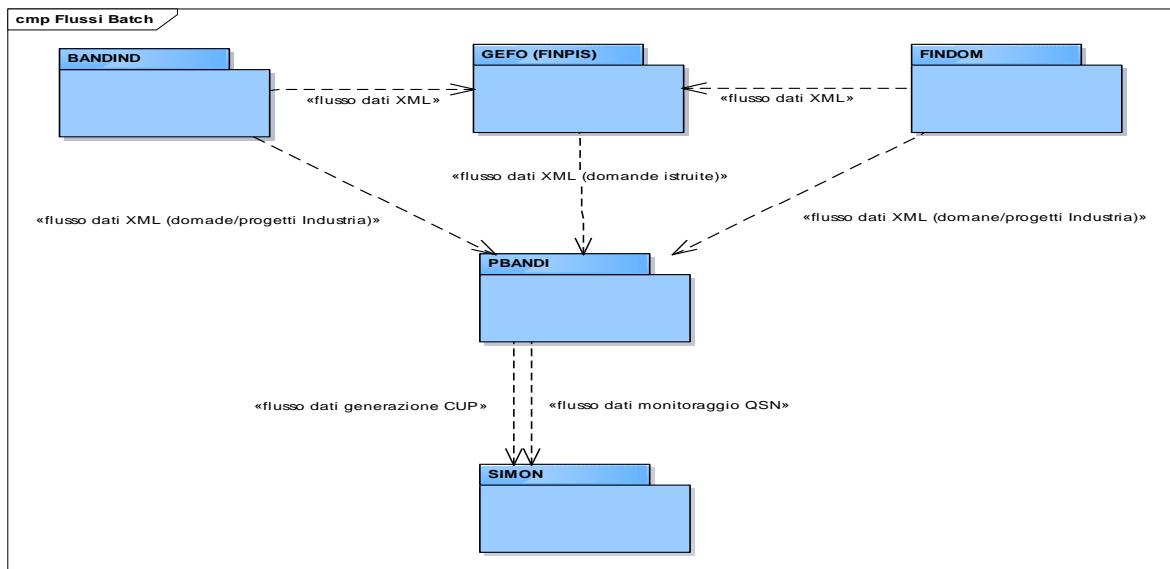 cmp Flussi Batch
BANDIND
GEFO (FINPIS)
FINDOM
«flusso dati XML»
«flusso dati XML»
«flusso dati XML (domande istruite)»
«flusso dati XML (domade/progetti Industria)»
«flusso dati XML (domane/progetti Industria)»
PBANDI
«flusso dati generazione CUP»
«flusso dati monitoraggio QSN»
SIMON